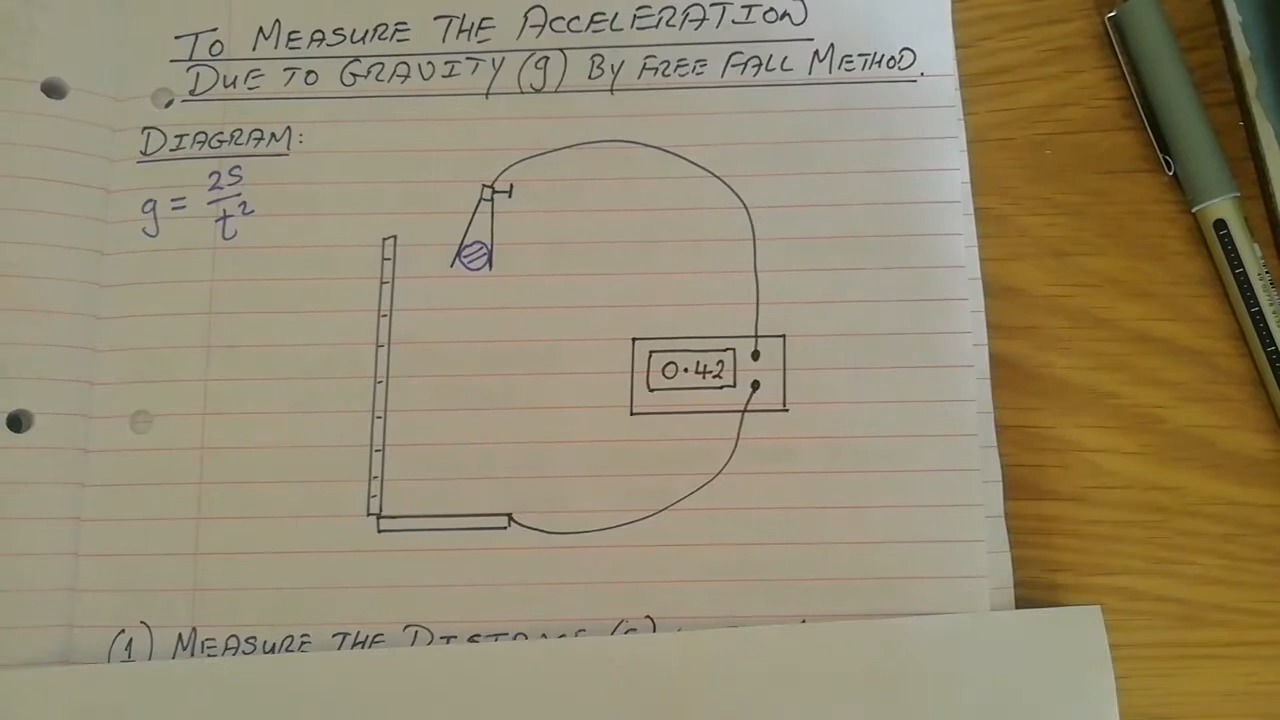 TO MEASURE THE ACCELERATION
DUE TO GRAVITY (g) BY FREE FALL METHOD.
DIAGRAM:
g = 2s/t²
0.42
(1) MEASURE THE DISTANCE (s)